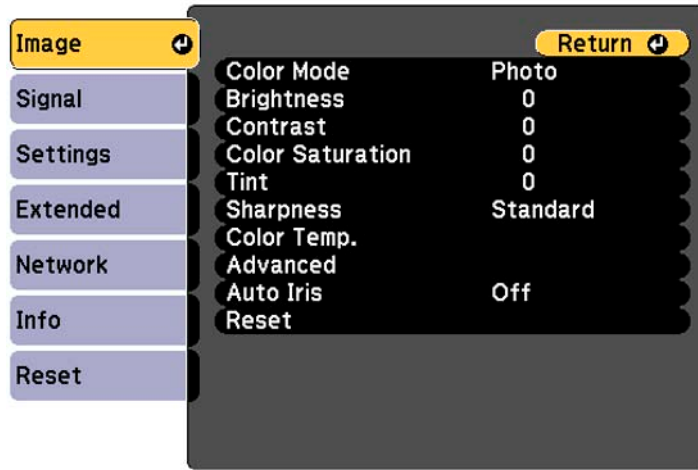 Image
Signal
Settings
Extended
Network
Info
Reset
Return
Color Mode Photo
Brightness 0
Contrast 0
Color Saturation 0
Tint 0
Sharpness Standard
Color Temp.
Advanced
Auto Iris Off
Reset